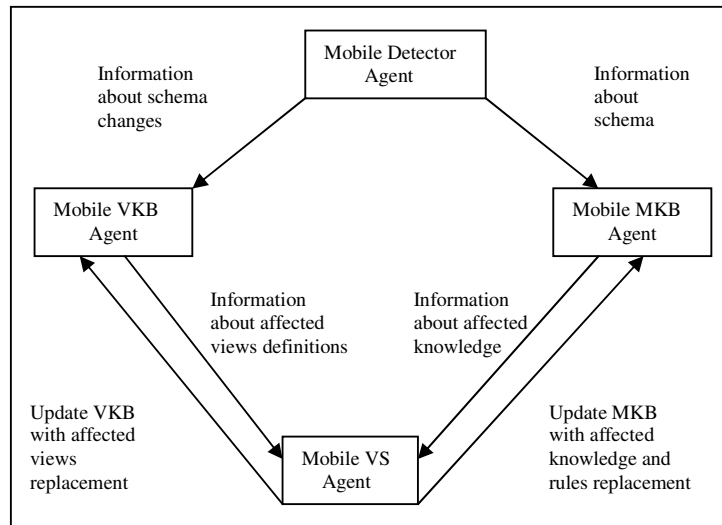 Mobile Detector
Agent
Information
about schema
changes
Information
about
schema
Mobile VKB
Agent
Mobile MKB
Agent
Information
about affected
views definitions
Information
about affected
knowledge
Update VKB
with affected
views
replacement
Mobile VS
Agent
Update MKB
with affected
knowledge and
rules replacement